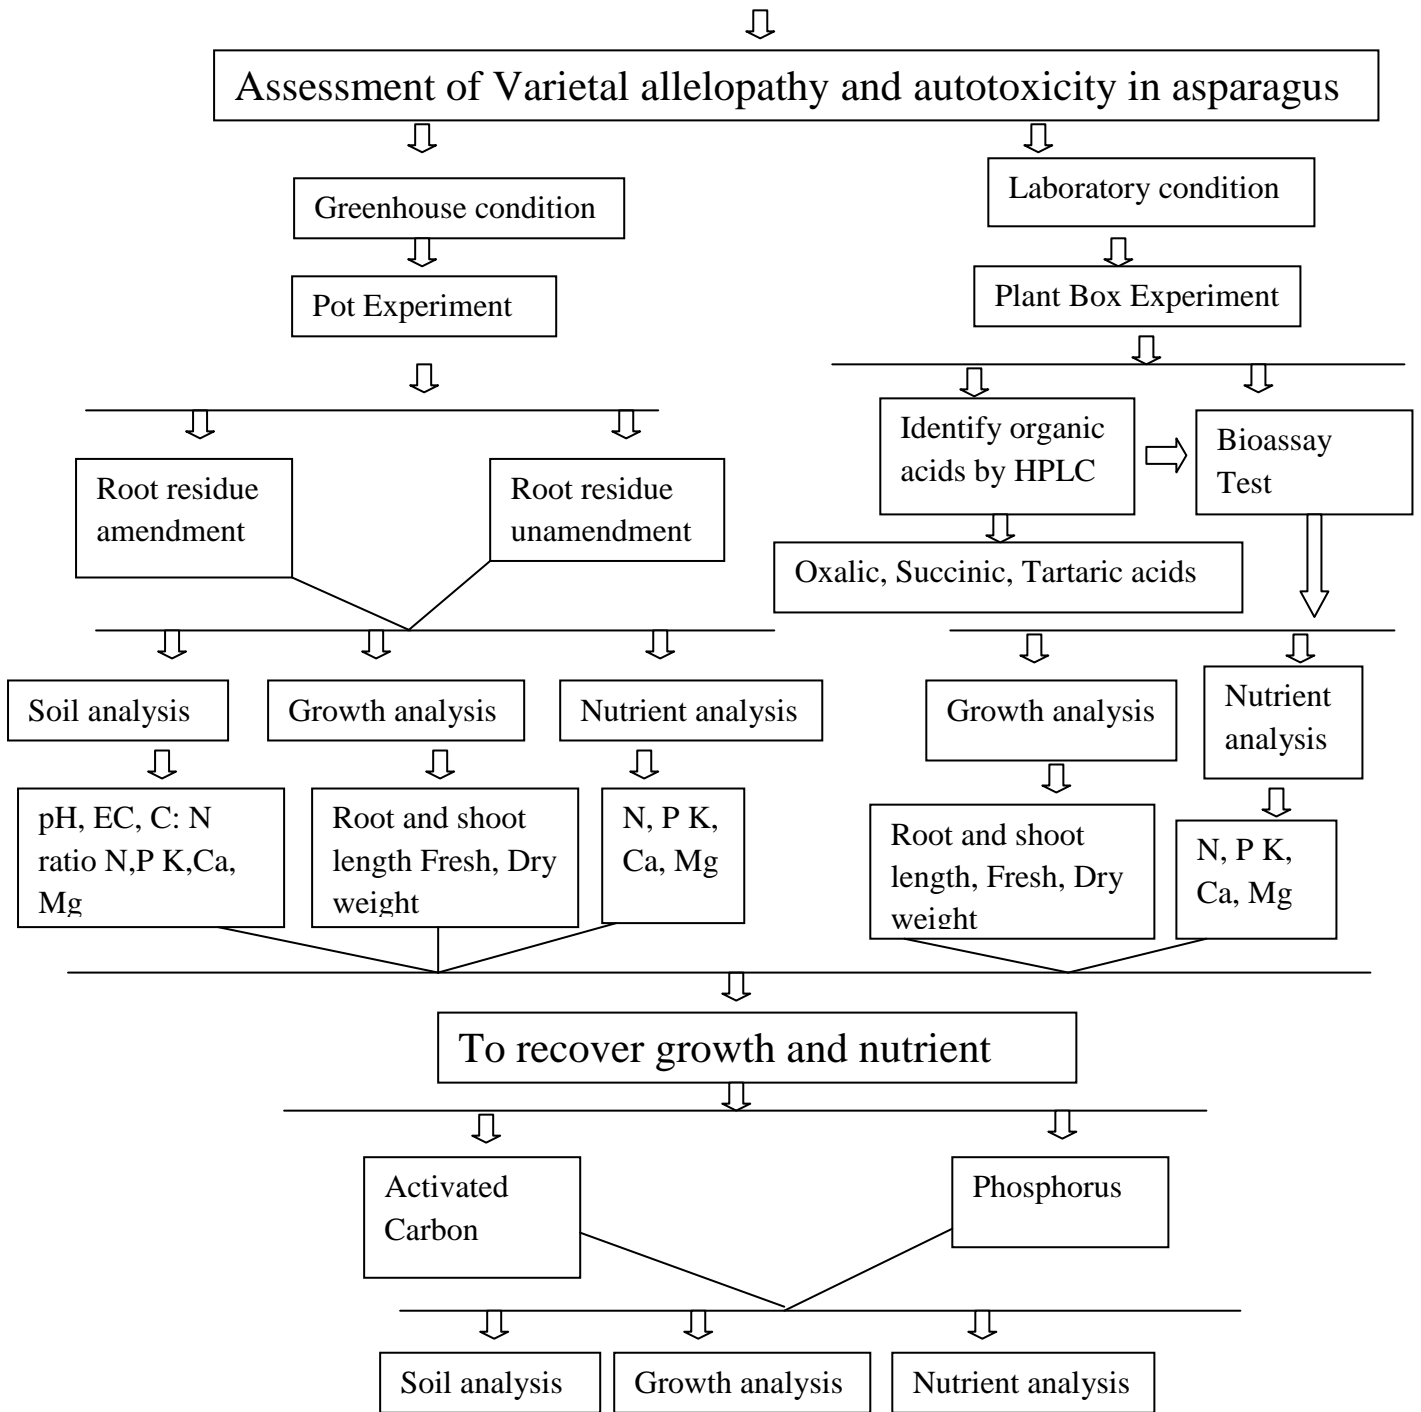 Assessment of Varietal allelopathy and autotoxicity in asparagus
Greenhouse condition
Laboratory condition
Pot Experiment
Plant Box Experiment
Identify organic
acids by HPLC
Bioassay
Test
Root residue
amendment
Root residue
unamendment
Oxalic, Succinic, Tartaric acids
Soil analysis
Growth analysis
Nutrient analysis
Growth analysis
Nutrient
analysis
pH, EC, C: N
ratio N,P K,Ca,
Mg
Root and shoot
length Fresh, Dry
weight
N, P K,
Ca, Mg
Root and shoot
length, Fresh, Dry
weight
N, P K,
Ca, Mg
To recover growth and nutrient
Activated
Carbon
Phosphorus
Soil analysis
Growth analysis
Nutrient analysis